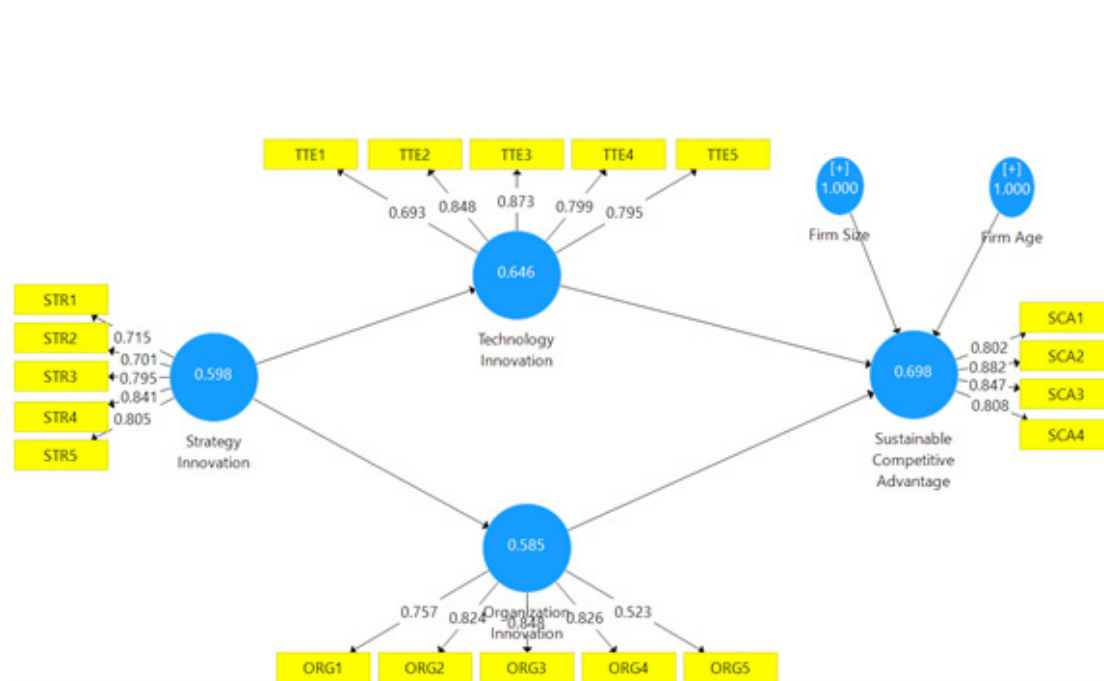 TTE1 TTE2 TTE3 TTE4 TTE5
[+]
1.000
[+]
1.000
0.693 0.848 0.873 0.799 0.795
Firm Size
Firm Age
0.646
Technology
Innovation
STR1
STR2
STR3
STR4
STR5
0.715
0.701
0.795
0.841
0.805
0.598
Strategy
Innovation
0.698
Sustainable
Competitive
Advantage
0.802
0.882
0.847
0.808
SCA1
SCA2
SCA3
SCA4
0.585
Organization
Innovation
0.757 0.824 0.848 0.826 0.523
ORG1 ORG2 ORG3 ORG4 ORG5